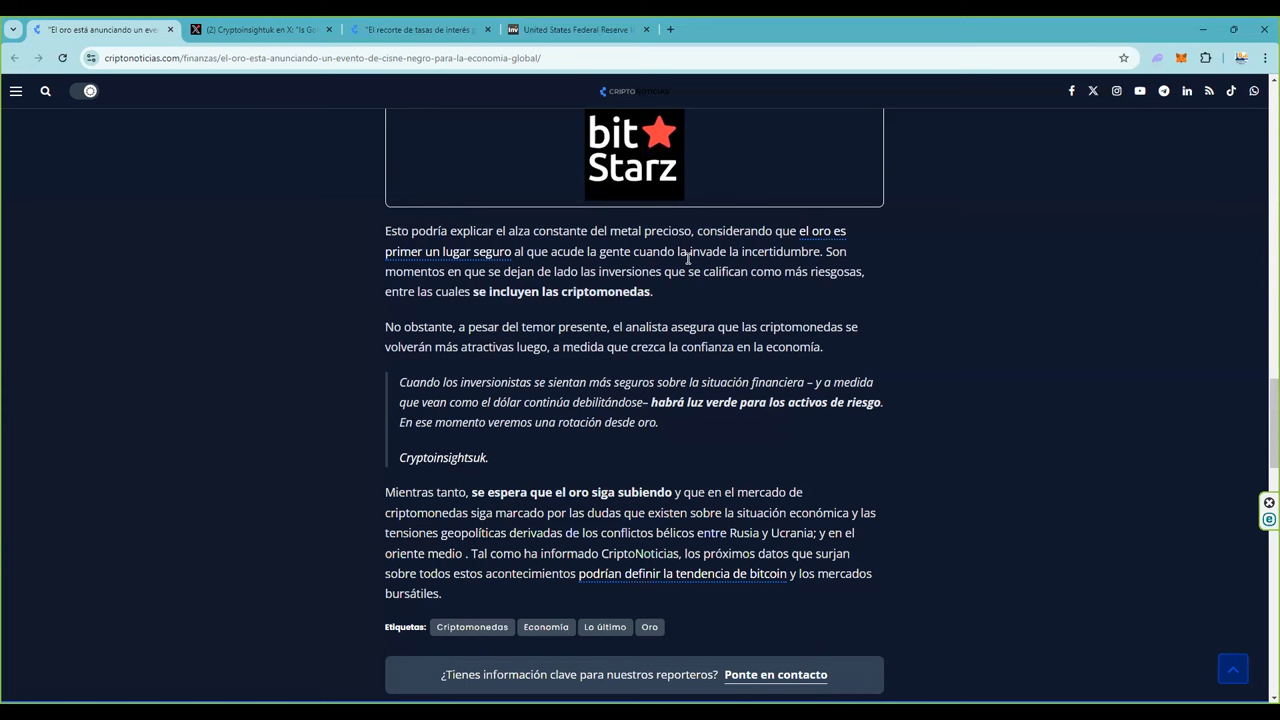 "El oro está anunciando un eve
(2) Cryptoinsightuk en X: "Is Go
"El recorte de tasas de interés g
Inv United States Federal Reserve I
criptonoticias.com/finanzas/el-oro-esta-anunciando-un-evento-de-cisne-negro-para-la-economia-global/
CRIPTONOTICIAS
bit
Starz
Esto podría explicar el alza constante del metal precioso, considerando que el oro es
primer un lugar seguro al que acude la gente cuando la invade la incertidumbre. Son
momentos en que se dejan de lado las inversiones que se califican como más riesgosas,
entre las cuales se incluyen las criptomonedas.
No obstante, a pesar del temor presente, el analista asegura que las criptomonedas se
volverán más atractivas luego, a medida que crezca la confianza en la economía.
Cuando los inversionistas se sientan más seguros sobre la situación financiera – y a medida
que vean como el dólar continúa debilitándose– habrá luz verde para los activos de riesgo.
En ese momento veremos una rotación desde oro.
Cryptoinsightsuk.
Mientras tanto, se espera que el oro siga subiendo y que en el mercado de
criptomonedas siga marcado por las dudas que existen sobre la situación económica y las
tensiones geopolíticas derivadas de los conflictos bélicos entre Rusia y Ucrania; y en el
oriente medio . Tal como ha informado CriptoNoticias, los próximos datos que surjan
sobre todos estos acontecimientos podrían definir la tendencia de bitcoin y los mercados
bursátiles.
Etiquetas: Criptomonedas Economía Lo último Oro
¿Tienes información clave para nuestros reporteros? Ponte en contacto